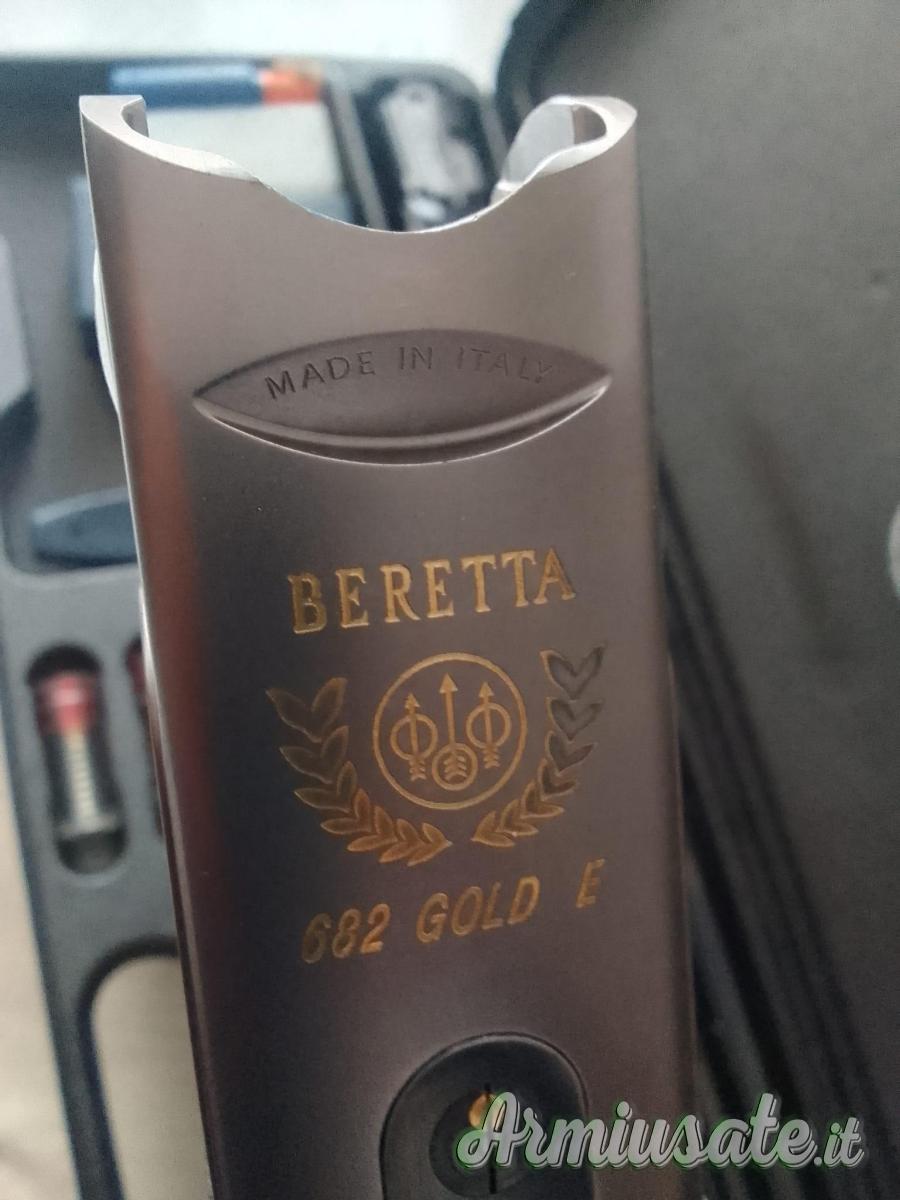 MADE IN ITALY
BERETTA
682 GOLD E
Armiusate.it